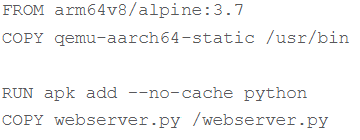 FROM arm64v8/alpine:3.7
COPY qemu-aarch64-static /usr/bin
RUN apk add --no-cache python
COPY webserver.py /webserver.py